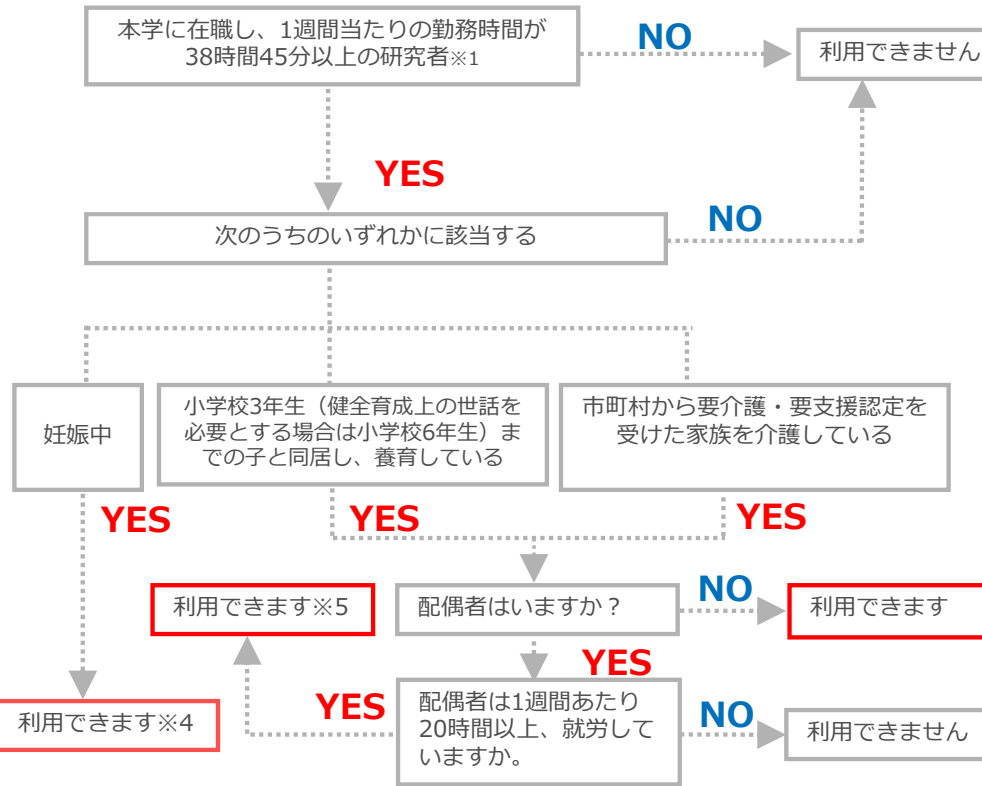 本学に在職し、1週間当たりの勤務時間が
38時間45分以上の研究者※1
NO
利用できません
YES
次のうちのいずれかに該当する
NO
妊娠中
小学校3年生（健全育成上の世話を
必要とする場合は小学校6年生）ま
での子と同居し、養育している
市町村から要介護・要支援認定を
受けた家族を介護している
YES
YES
YES
利用できます※5
配偶者はいますか？
NO
利用できます
YES
利用できます※4
YES
配偶者は1週間あたり
20時間以上、就労して
いますか。
NO
利用できません